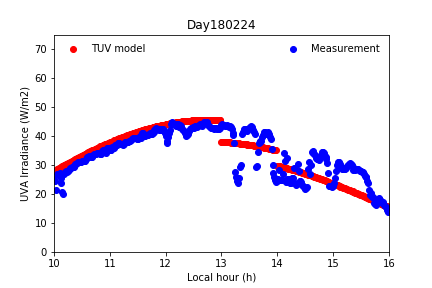 Day180224
TUV model
Measurement
UVA Irradiance (W/m2)
70
60
50
40
30
20
10
0
10 11 12 13 14 15 16
Local hour (h)